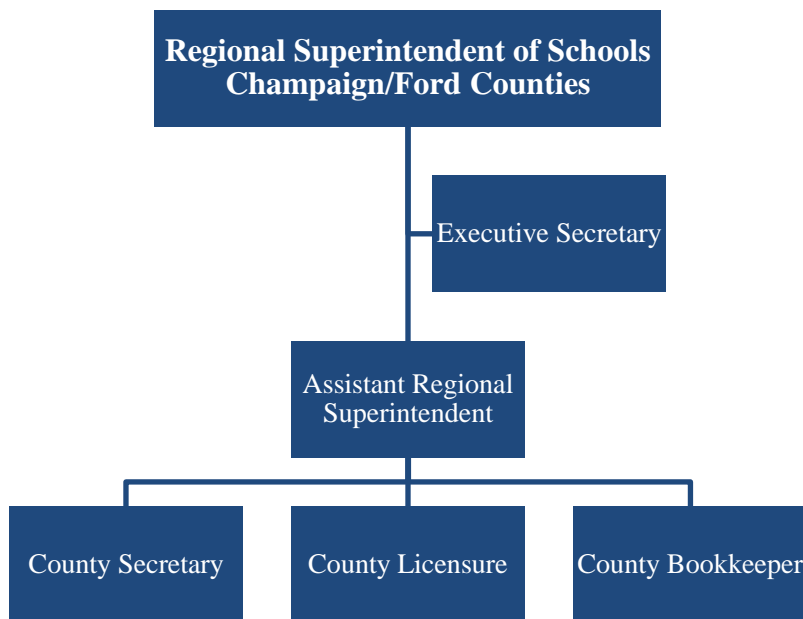 Regional Superintendent of Schools
Champaign/Ford Counties
Executive Secretary
Assistant Regional
Superintendent
County Secretary
County Licensure
County Bookkeeper